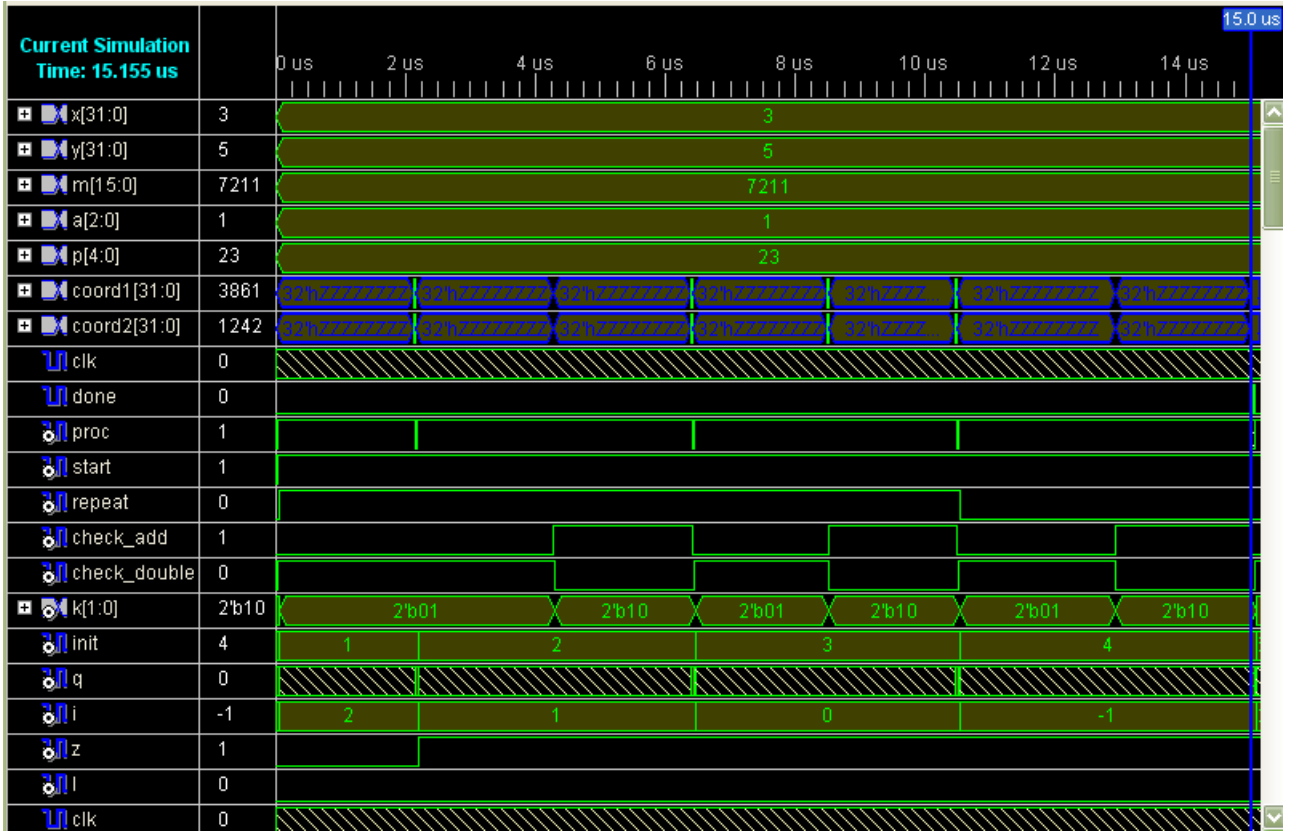 15.0 us
Current Simulation
Time: 15.155 us
0 us 2 us 4 us 6 us 8 us 10 us 12 us 14 us
x[31:0] 3 3
y[31:0] 5 5
m[15:0] 7211 7211
a[2:0] 1 1
p[4:0] 23 23
coord1[31:0] 3861 32'hZZZZZZZZ 32'hZZZZZZZZ 32'hZZZZZZZZ 32'hZZZZZZZZ 32'hZZZZ... 32'hZZZZZZZZ 32'hZZZZZZZZ
coord2[31:0] 1242 32'hZZZZZZZZ 32'hZZZZZZZZ 32'hZZZZZZZZ 32'hZZZZZZZZ 32'hZZZZ... 32'hZZZZZZZZ 32'hZZZZZZZZ
clk 0
done 0
proc 1
start 1
repeat 0
check_add 1
check_double 0
k[1:0] 2'b10 2'b01 2'b10 2'b01 2'b10 2'b01 2'b10
init 4 1 2 3 4
q 0
i -1 2 1 0 -1
z 1
l 0
clk 0